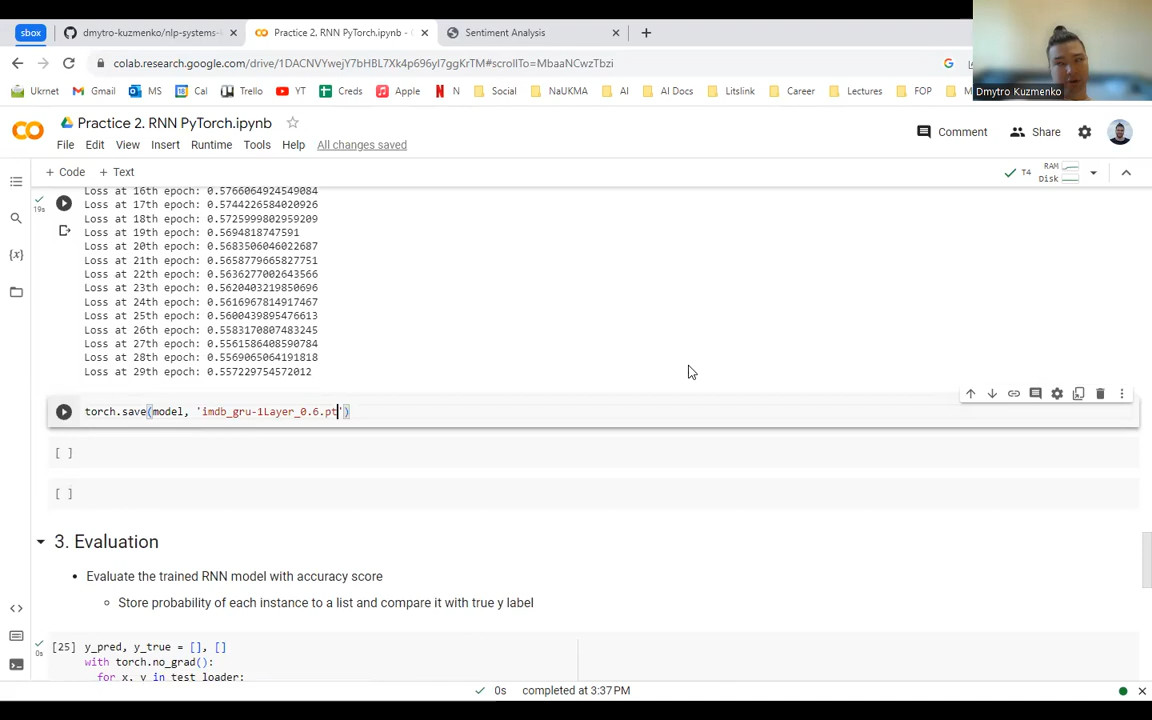 sbox
dmytro-kuzmenko/nlp-systems-
Practice 2. RNN PyTorch.ipynb -
Sentiment Analysis
colab.research.google.com/drive/1DACNVYwejY7bHBL7Xk4p696yI7ggKrTM#scrollTo=MbaaNCwzTbzi
Ukrnet
Gmail
MS
Cal
Trello
YT
Creds
Apple
N
Social
NaUKMA
AI
AI Docs
Litslink
Career
Lectures
FOP
M
Dmytro Kuzmenko
Practice 2. RNN PyTorch.ipynb
File Edit View Insert Runtime Tools Help All changes saved
Comment
Share
+ Code + Text
T4
RAM
Disk
19s
Loss at 16th epoch: 0.5766064924549084
Loss at 17th epoch: 0.5744226584020926
Loss at 18th epoch: 0.5725999802959209
Loss at 19th epoch: 0.5694818747591
Loss at 20th epoch: 0.5683506046022687
Loss at 21th epoch: 0.5658779665827751
Loss at 22th epoch: 0.5636277002643566
Loss at 23th epoch: 0.5620403219850696
Loss at 24th epoch: 0.5616967814917467
Loss at 25th epoch: 0.5600439895476613
Loss at 26th epoch: 0.5583170807483245
Loss at 27th epoch: 0.5561586408590784
Loss at 28th epoch: 0.5569065064191818
Loss at 29th epoch: 0.557229754572012
torch.save(model, 'imdb_gru-1Layer_0.6.pt')
[ ]
[ ]
3. Evaluation
Evaluate the trained RNN model with accuracy score
Store probability of each instance to a list and compare it with true y label
0s
[25] y_pred, y_true = [], []
with torch.no_grad():
for x, y in test_loader:
0s completed at 3:37PM